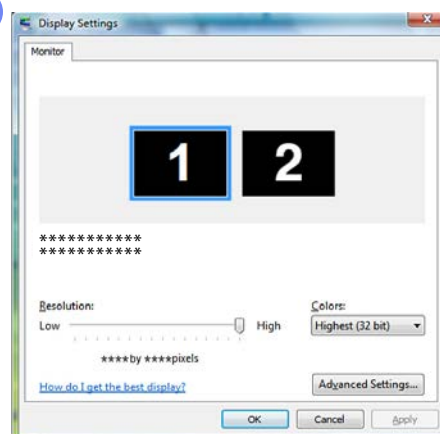 Display Settings
Monitor
1 2
***********
***********
Resolution: Colors:
Low High Highest (32 bit)
****by ****pixels
How do I get the best display? Advanced Settings...
OK Cancel Apply